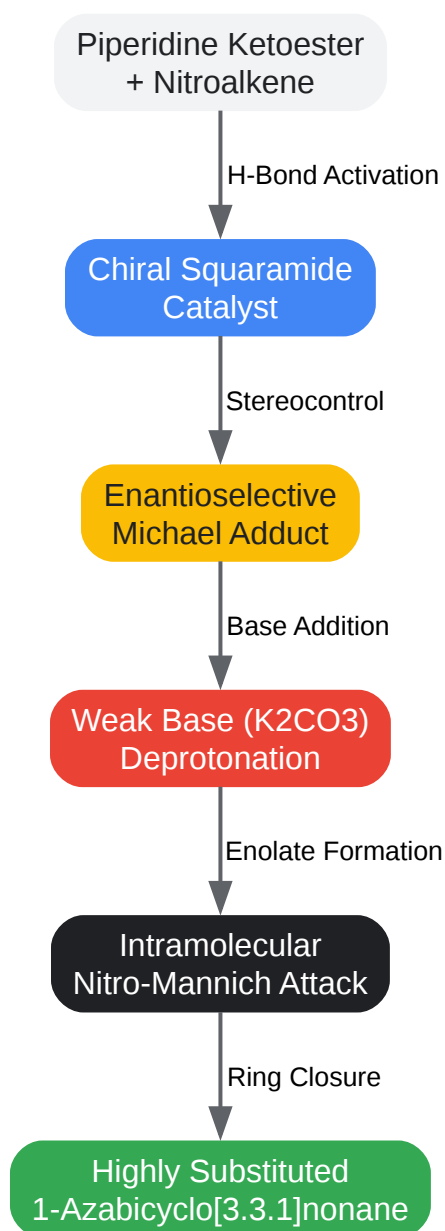 Piperidine Ketoester
+ Nitroalkene
H-Bond Activation
Chiral Squaramide
Catalyst
Stereocontrol
Enantioselective
Michael Adduct
Base Addition
Weak Base (K2CO3)
Deprotonation
Enolate Formation
Intramolecular
Nitro-Mannich Attack
Ring Closure
Highly Substituted
1-Azabicyclo[3.3.1]nonane